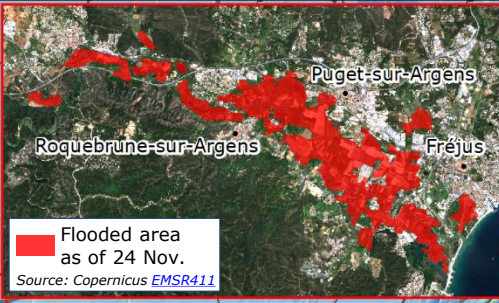 Puget-sur-Argens
Roquebrune-sur-Argens
Fréjus
Flooded area
as of 24 Nov.
Source: Copernicus EMSR411